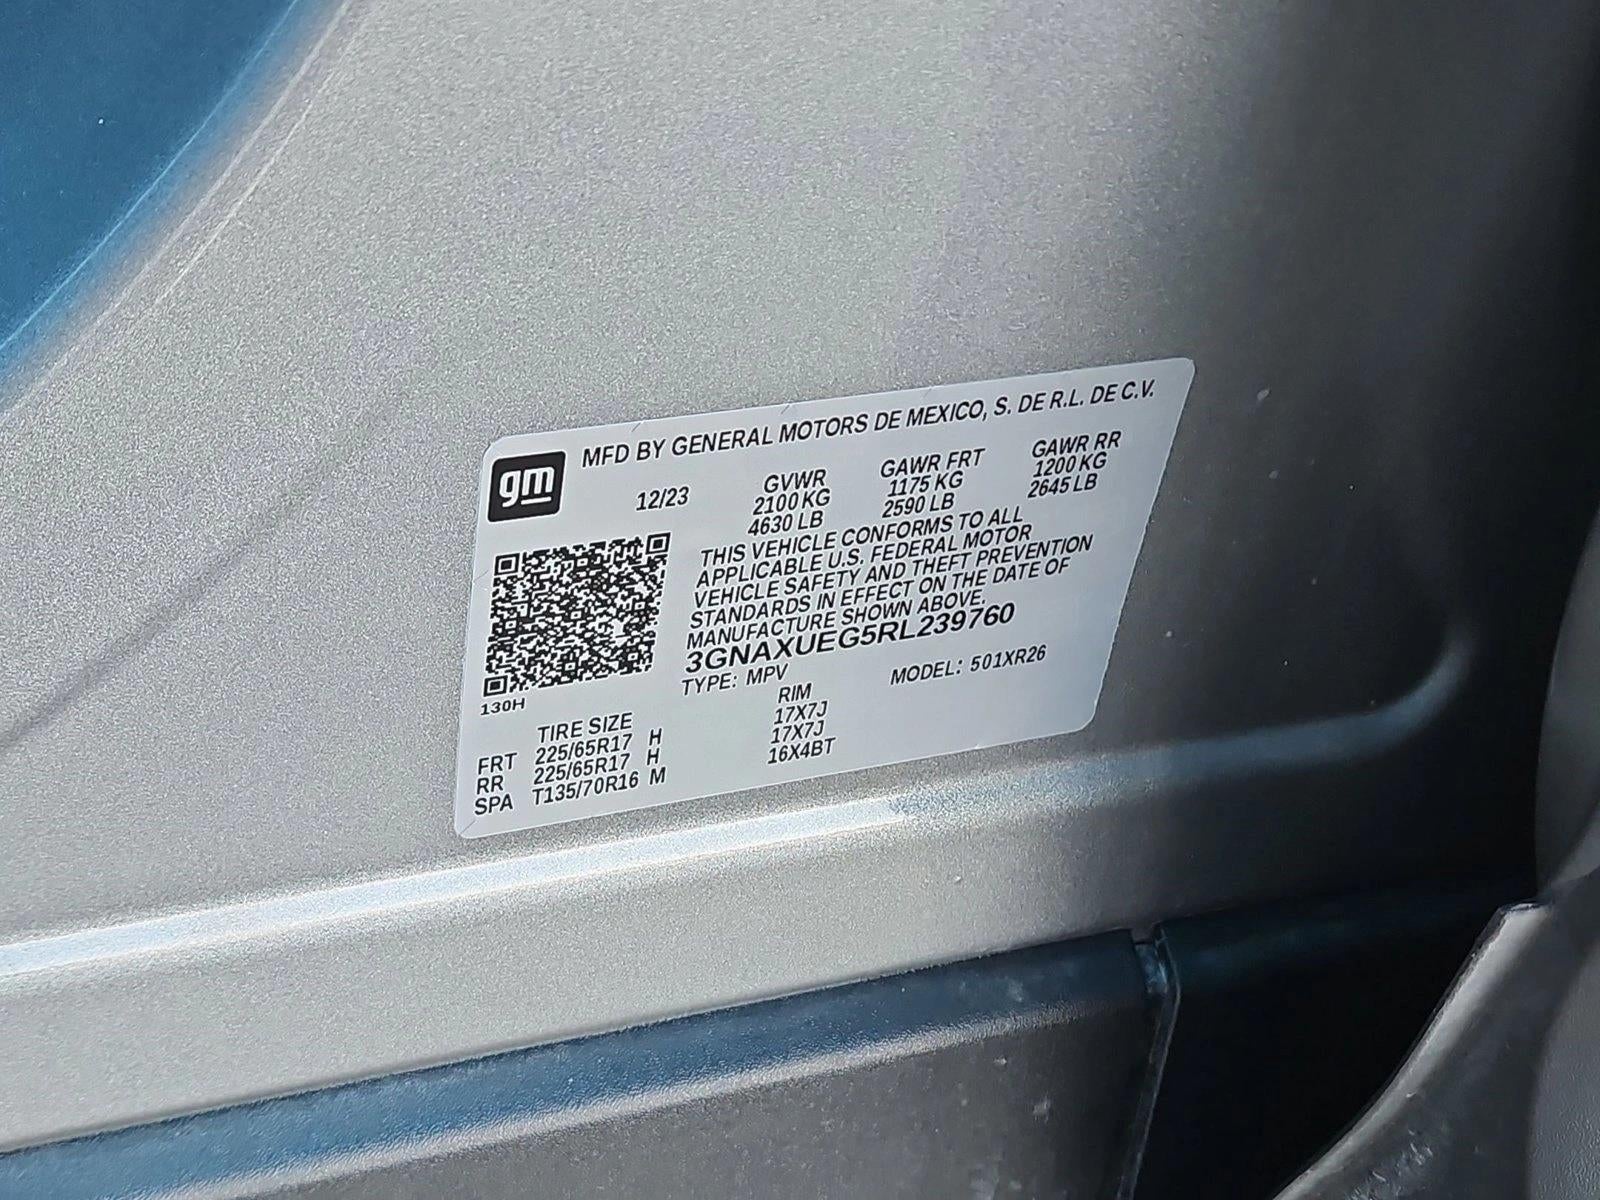 gm
MFD BY GENERAL MOTORS DE MEXICO, S. DE R.L. DE C.V.
12/23 GVWR GAWR FRT GAWR RR
2100 KG 1175 KG 1200 KG
4630 LB 2590 LB 2645 LB
THIS VEHICLE CONFORMS TO ALL
APPLICABLE U.S. FEDERAL MOTOR
VEHICLE SAFETY AND THEFT PREVENTION
STANDARDS IN EFFECT ON THE DATE OF
MANUFACTURE SHOWN ABOVE.
3GNAXUEG5RL239760
TYPE: MPV MODEL: 501XR26
130H
TIRE SIZE RIM
FRT 225/65R17 H 17X7J
RR 225/65R17 H 17X7J
SPA T135/70R16 M 16X4BT